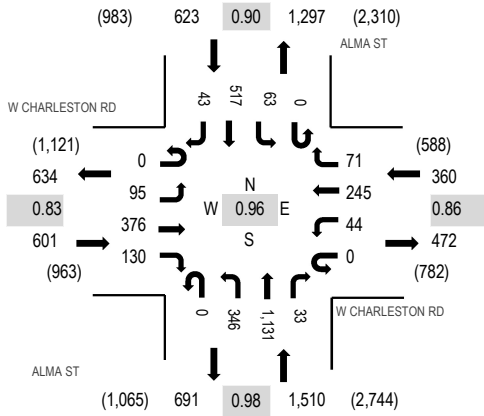 (983) 623 0.90 1,297 (2,310)
ALMA ST
43 517 63 0
W CHARLESTON RD
(1,121) (588)
0 71
634 360
95 N 245
0.83 W 0.96 E 0.86
376 44
601 S 472
130 0
(963) (782)
0 346 1,131 33
W CHARLESTON RD
ALMA ST
(1,065) 691 0.98 1,510 (2,744)